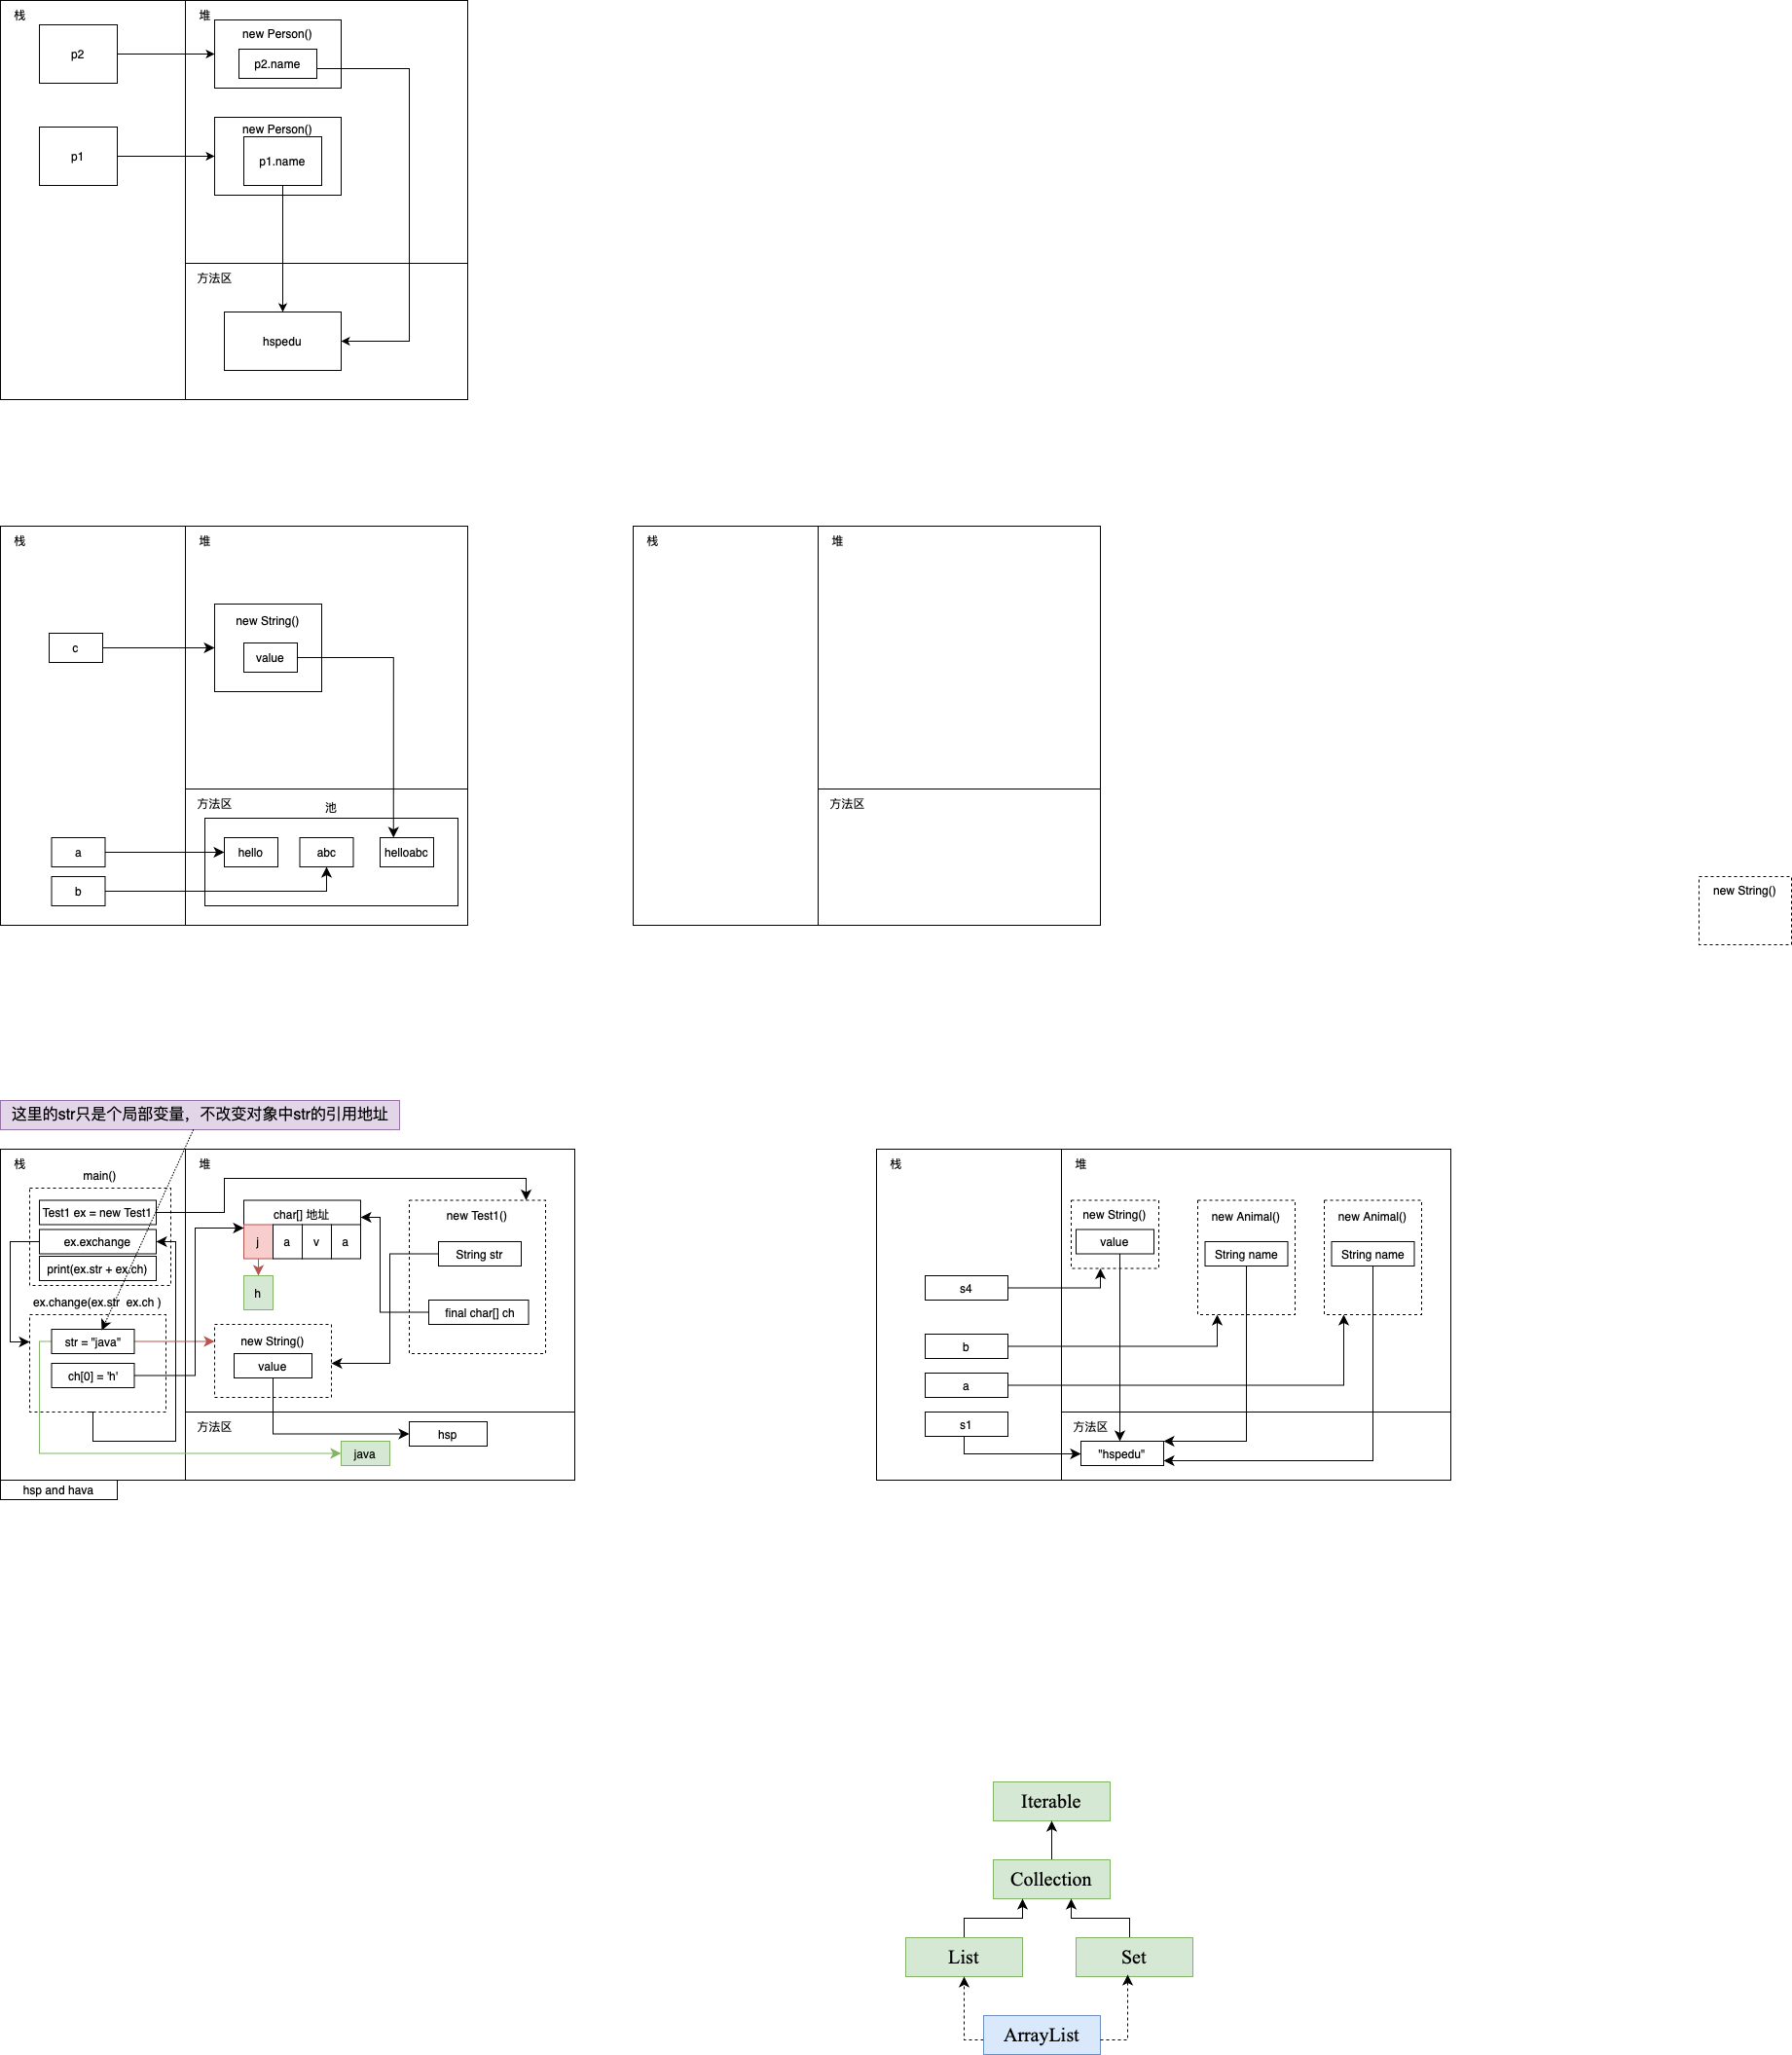 栈
堆
p2
new Person()
p2.name
p1
new Person()
p1.name
方法区
hspedu
栈
堆
new String()
c
value
方法区
池
a
hello
abc
helloabc
b
栈
堆
方法区
new String()
这里的str只是个局部变量，不改变对象中str的引用地址
栈
堆
main()
Test1 ex = new Test1
char[] 地址
new Test1()
ex.exchange
j
a
v
a
String str
print(ex.str + ex.ch)
h
ex.change(ex.str ex.ch )
final char[] ch
str = "java"
new String()
value
ch[0] = 'h'
方法区
hsp
java
hsp and hava
栈
堆
new String()
new Animal()
new Animal()
value
String name
String name
s4
b
a
s1
方法区
"hspedu"
Iterable
Collection
List
Set
ArrayList